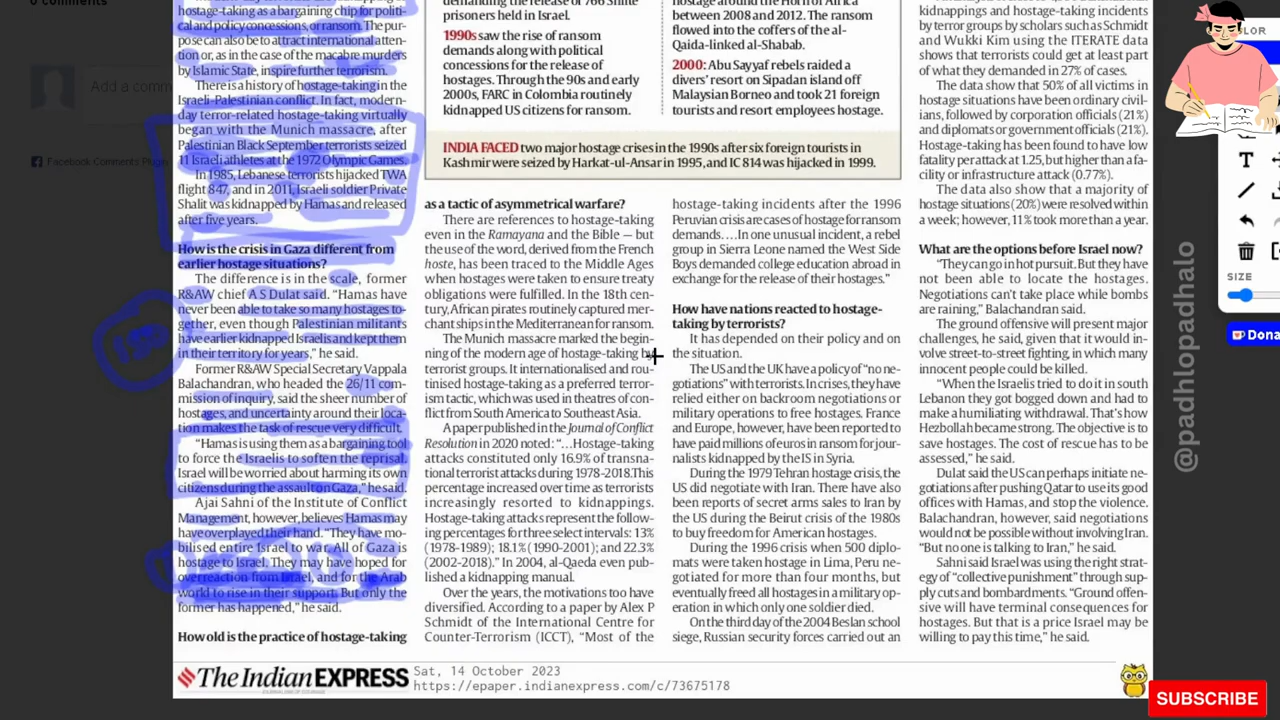 0 comments
Add a comm
Facebook Comments Plugin
hostage-taking as a bargaining chip for polit-
ical and policy concessions, or ransom. The pur-
pose can also be to attract international atten-
tion or, as in the case of the macabre murders
by Islamic State, inspire further terrorism.
There is a history of hostage-taking in the
Israeli-Palestinian conflict. In fact, modern-
day terror-related hostage-taking virtually
began with the Munich massacre, after
Palestinian Black September terrorists seized
11 Israeli athletes at the 1972 Olympic Games.
In 1985, Lebanese terrorists hijacked TWA
flight 847, and in 2011, Israeli soldier Private
Shalit was kidnapped by Hamas and released
after five years.
How is the crisis in Gaza different from
earlier hostage situations?
The difference is in the scale, former
R&AW chief A S Dulat said. “Hamas have
never been able to take so many hostages to-
gether, even though Palestinian militants
have earlier kidnapped Israelis and kept them
in their territory for years,” he said.
Former R&AW Special Secretary Vappala
Balachandran, who headed the 26/11 com-
mission of inquiry, said the sheer number of
hostages, and uncertainty around their loca-
tion makes the task of rescue very difficult.
“Hamas is using them as a bargaining tool
to force the Israelis to soften the reprisal.
Israel will be worried about harming its own
citizens during the assault on Gaza,” he said.
Ajai Sahni of the Institute of Conflict
Management, however, believes Hamas may
have overplayed their hand. “They have mo-
bilised entire Israel to war. All of Gaza is
hostage to Israel. They may have hoped for
overreaction from Israel, and for the Arab
world to rise in their support. But only the
former has happened,” he said.
How old is the practice of hostage-taking
150
demanding the release of 766 Shiite
prisoners held in Israel.
1990s saw the rise of ransom
demands along with political
concessions for the release of
hostages. Through the 90s and early
2000s, FARC in Colombia routinely
kidnapped US citizens for ransom.
hostage around the Horn of Africa
between 2008 and 2012. The ransom
flowed into the coffers of the al-
Qaida-linked al-Shabab.
2000: Abu Sayyaf rebels raided a
divers' resort on Sipadan island off
Malaysian Borneo and took 21 foreign
tourists and resort employees hostage.
INDIA FACED two major hostage crises in the 1990s after six foreign tourists in
Kashmir were seized by Harkat-ul-Ansar in 1995, and IC 814 was hijacked in 1999.
as a tactic of asymmetrical warfare?
There are references to hostage-taking
even in the Ramayana and the Bible — but
the use of the word, derived from the French
hoste, has been traced to the Middle Ages
when hostages were taken to ensure treaty
obligations were fulfilled. In the 18th cen-
tury, African pirates routinely captured mer-
chant ships in the Mediterranean for ransom.
The Munich massacre marked the begin-
ning of the modern age of hostage-taking by
terrorist groups. It internationalised and rou-
tinised hostage-taking as a preferred terror-
ism tactic, which was used in theatres of con-
flict from South America to Southeast Asia.
A paper published in the Journal of Conflict
Resolution in 2020 noted: “…Hostage-taking
attacks constituted only 16.9% of transna-
tional terrorist attacks during 1978-2018.This
percentage increased over time as terrorists
increasingly resorted to kidnappings.
Hostage-taking attacks represent the follow-
ing percentages for three select intervals: 13%
(1978-1989); 18.1% (1990-2001); and 22.3%
(2002-2018).” In 2004, al-Qaeda even pub-
lished a kidnapping manual.
Over the years, the motivations too have
diversified. According to a paper by Alex P
Schmidt of the International Centre for
Counter-Terrorism (ICCT), “Most of the
hostage-taking incidents after the 1996
Peruvian crisis are cases of hostage for ransom
demands….In one unusual incident, a rebel
group in Sierra Leone named the West Side
Boys demanded college education abroad in
exchange for the release of their hostages.”
How have nations reacted to hostage-
taking by terrorists?
It has depended on their policy and on
the situation.
The US and the UK have a policy of “no ne-
gotiations” with terrorists. In crises, they have
relied either on backroom negotiations or
military operations to free hostages. France
and Europe, however, have been reported to
have paid millions of euros in ransom for jour-
nalists kidnapped by the IS in Syria.
During the 1979 Tehran hostage crisis, the
US did negotiate with Iran. There have also
been reports of secret arms sales to Iran by
the US during the Beirut crisis of the 1980s
to buy freedom for American hostages.
During the 1996 crisis when 500 diplo-
mats were taken hostage in Lima, Peru ne-
gotiated for more than four months, but
eventually freed all hostages in a military op-
eration in which only one soldier died.
On the third day of the 2004 Beslan school
siege, Russian security forces carried out an
kidnappings and hostage-taking incidents
by terror groups by scholars such as Schmidt
and Wukki Kim using the ITERATE data
shows that terrorists could get at least part
of what they demanded in 27% of cases.
The data show that 50% of all victims in
hostage situations have been ordinary civil-
ians, followed by corporation officials (21%)
and diplomats or government officials (21%).
Hostage-taking has been found to have low
fatality per attack at 1.25, but higher than a fa-
cility or infrastructure attack (0.77%).
The data also show that a majority of
hostage situations (20%) were resolved within
a week; however, 11% took more than a year.
What are the options before Israel now?
“They can go in hot pursuit. But they have
not been able to locate the hostages.
Negotiations can't take place while bombs
are raining,” Balachandran said.
The ground offensive will present major
challenges, he said, given that it would in-
volve street-to-street fighting, in which many
innocent people could be killed.
“When the Israelis tried to do it in south
Lebanon they got bogged down and had to
make a humiliating withdrawal. That's how
Hezbollah became strong. The objective is to
save hostages. The cost of rescue has to be
assessed,” he said.
Dulat said the US can perhaps initiate ne-
gotiations after pushing Qatar to use its good
offices with Hamas, and stop the violence.
Balachandran, however, said negotiations
would not be possible without involving Iran.
“But no one is talking to Iran,” he said.
Sahni said Israel was using the right strat-
egy of “collective punishment” through sup-
ply cuts and bombardments. “Ground offen-
sive will have terminal consequences for
hostages. But that is a price Israel may be
willing to pay this time,” he said.
The Indian EXPRESS
Sat, 14 October 2023
https://epaper.indianexpress.com/c/73675178
@padhlopadhalo
LOR
T
SIZE
Dona
SUBSCRIBE